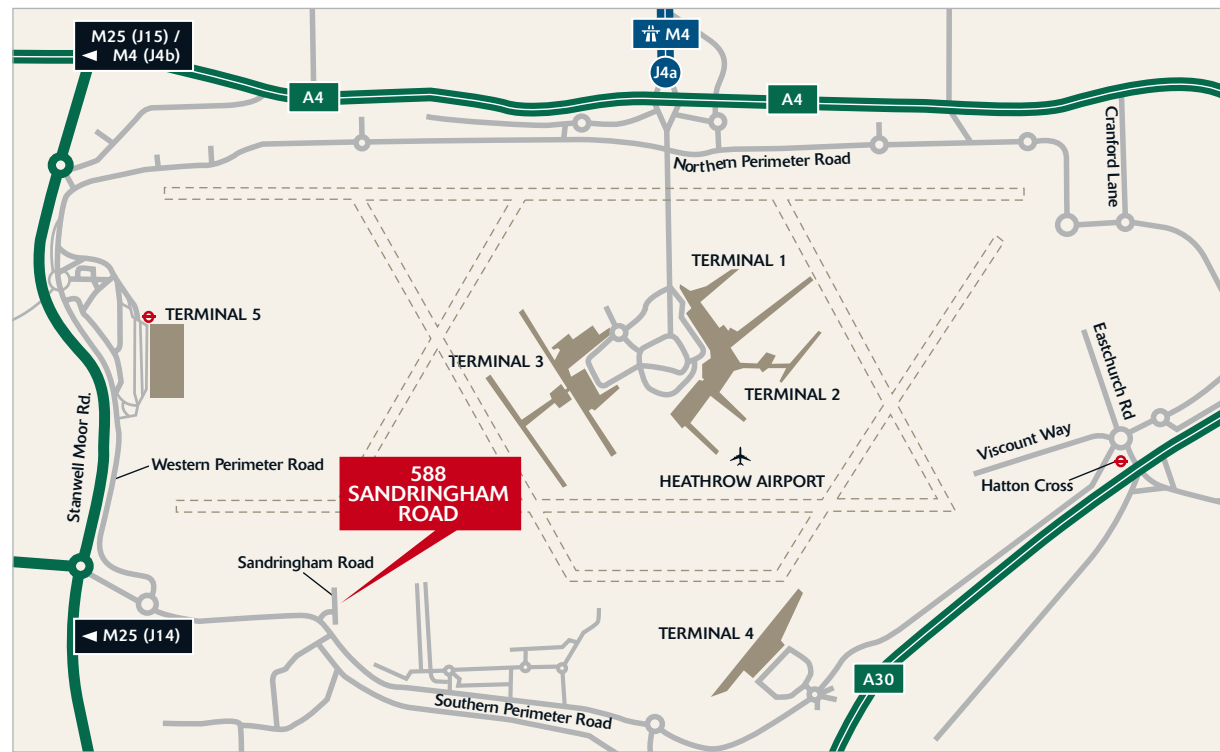 M25 (J15) /
M4 (J4b)
M4
J4a
A4
A4
Northern Perimeter Road
Cranford Lane
TERMINAL 1
TERMINAL 5
TERMINAL 3
TERMINAL 2
Eastchurch Rd
Stanwell Moor Rd.
Western Perimeter Road
588
SANDRINGHAM
ROAD
HEATHROW AIRPORT
Viscount Way
Hatton Cross
Sandringham Road
M25 (J14)
TERMINAL 4
A30
Southern Perimeter Road